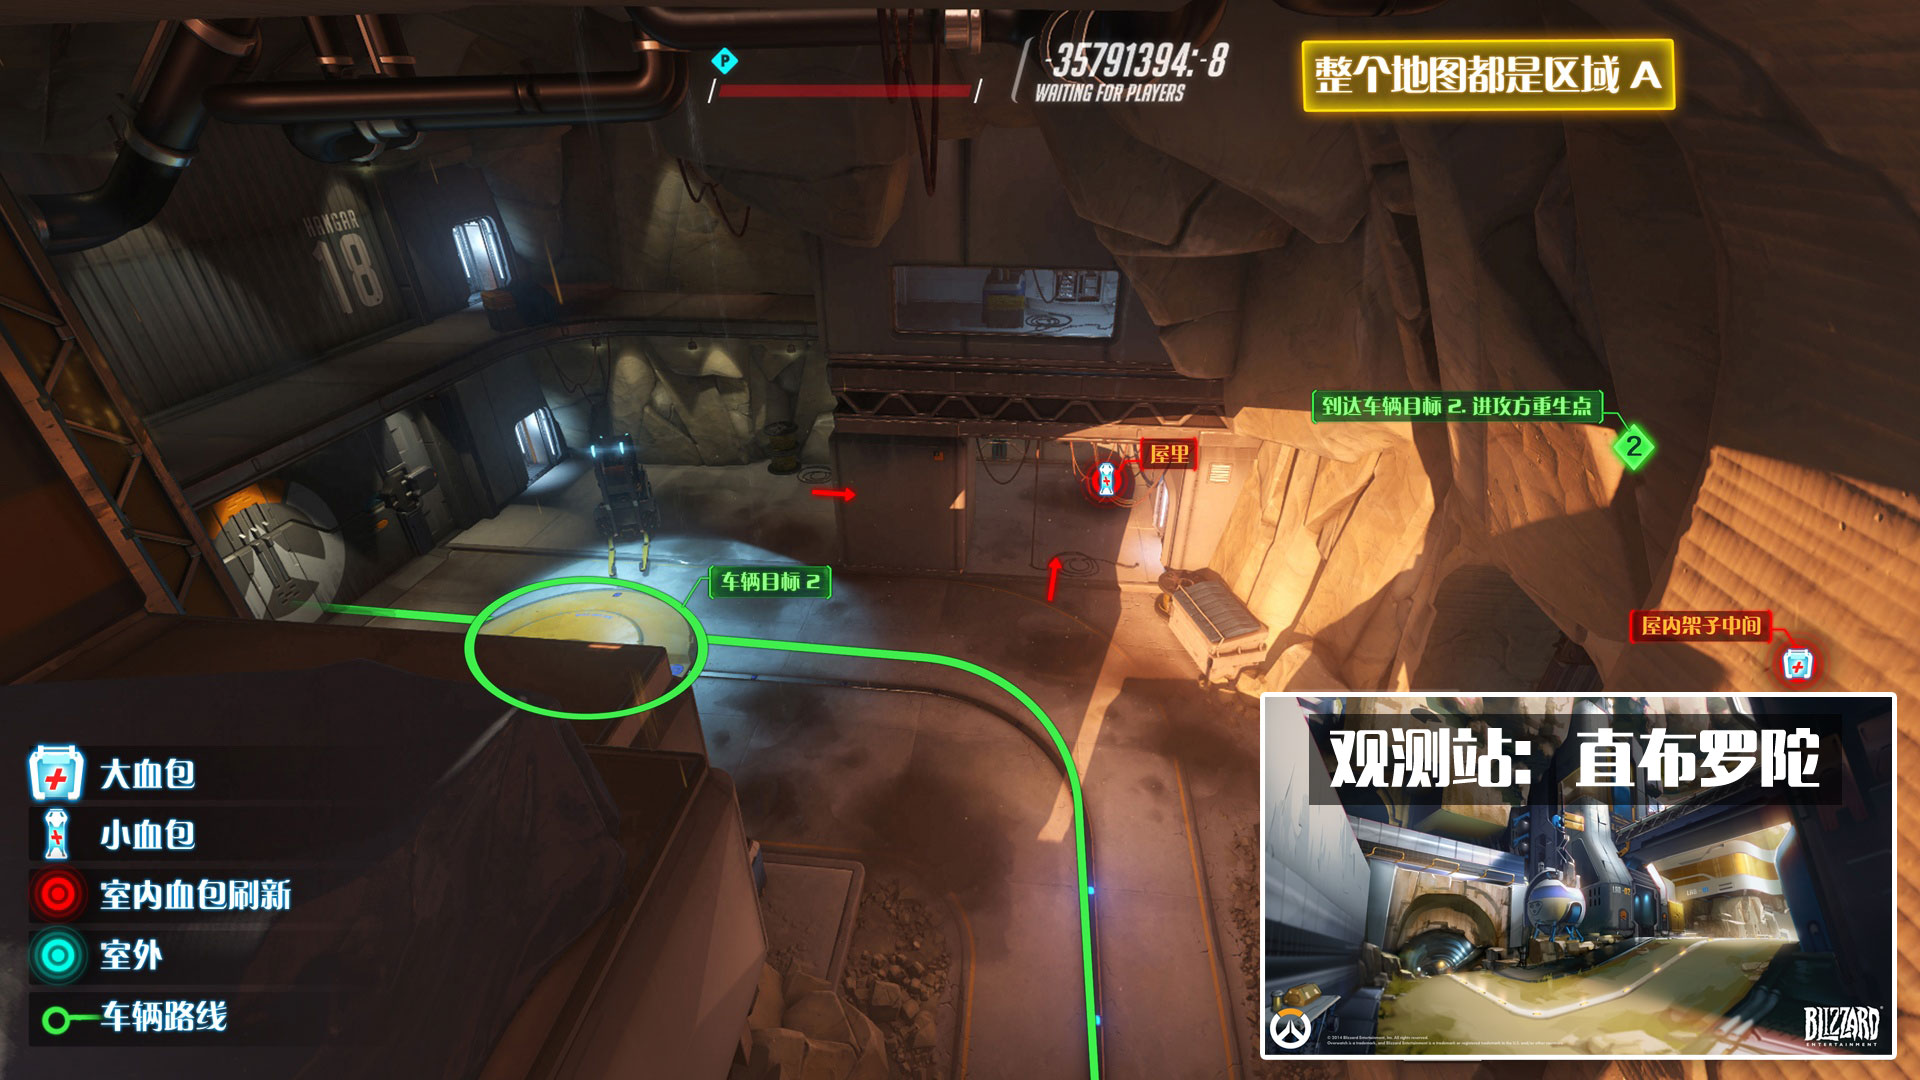 P
-35791394:-8
WAITING FOR PLAYERS
整个地图都是区域 A
HANGAR
18
到达车辆目标 2. 进攻方重生点
2
屋里
车辆目标 2
屋内架子中间
大血包
小血包
室内血包刷新
室外
车辆路线
观测站：直布罗陀
BLIZZARD
ENTERTAINMENT